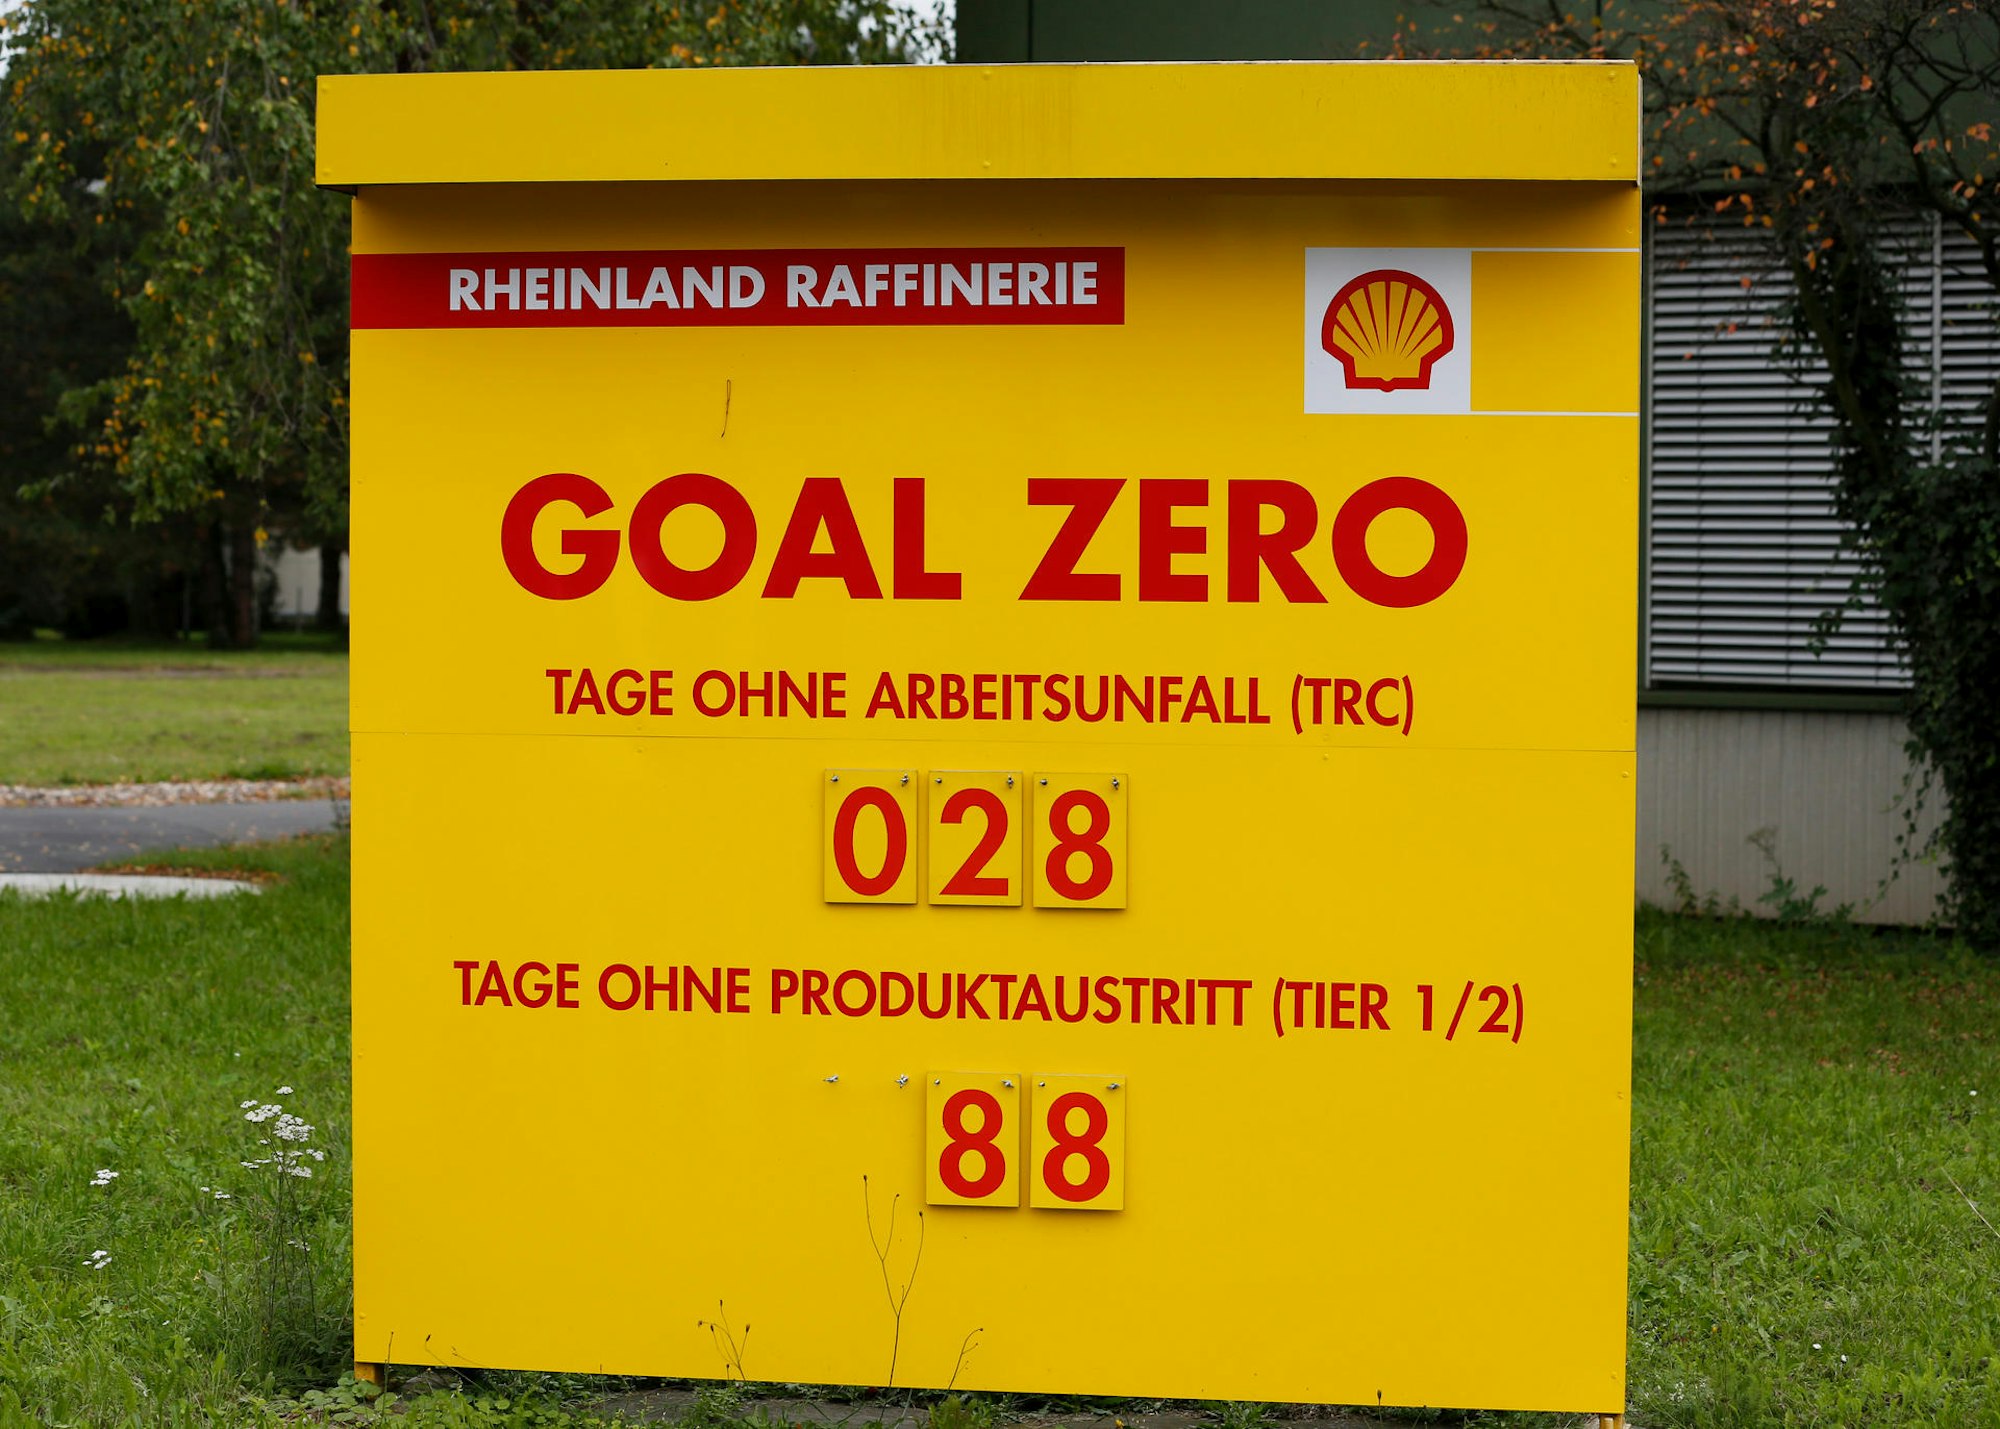 RHEINLAND RAFFINERIE
GOAL ZERO
TAGE OHNE ARBEITSUNFALL (TRC)
028
TAGE OHNE PRODUKTAUSTRITT (TIER 1/2)
88